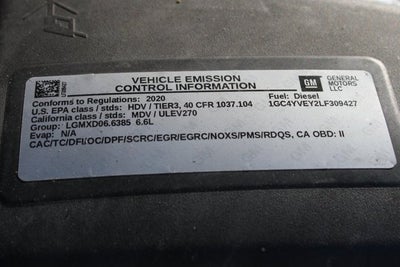 VEHICLE EMISSION
CONTROL INFORMATION
GM
GENERAL
MOTORS
LLC
Conforms to Regulations: 2020
Fuel: Diesel
U.S. EPA class / stds: HDV / TIER3, 40 CFR 1037.104
1GC4YVEY2LF309427
California class / stds: MDV / ULEV270
Group: LGMXD06.6385 6.6L
Evap: N/A
CAC/TC/DFI/OC/DPF/SCRC/EGR/EGRC/NOXS/PMS/RDQS, CA OBD: II